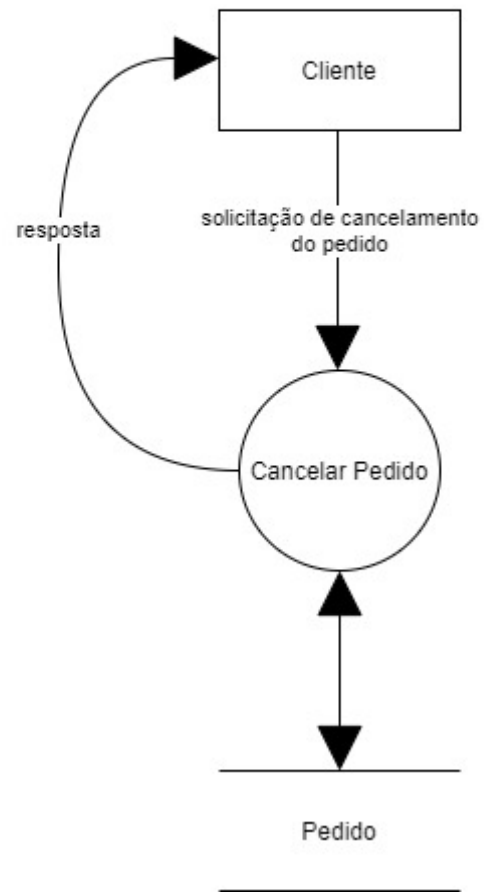 Cliente
solicitação de cancelamento
do pedido
resposta
Cancelar Pedido
Pedido